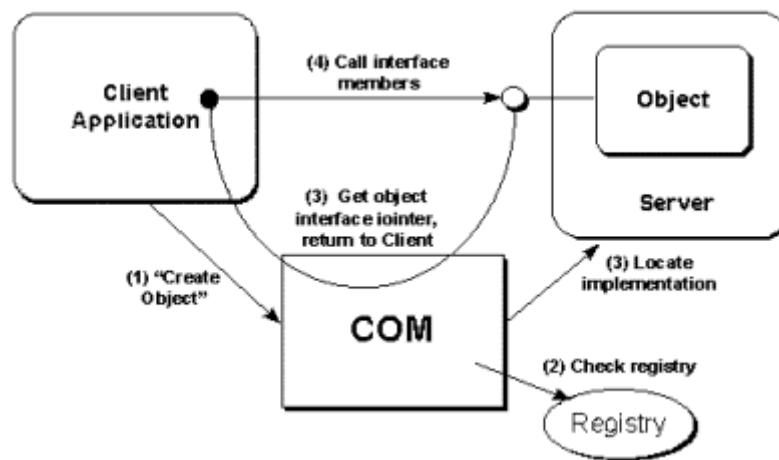 Client
Application
(4) Call interface
members
Object
Server
(3) Get object
interface iointer,
return to Client
(1) “Create
Object”
COM
(3) Locate
implementation
(2) Check registry
Registry